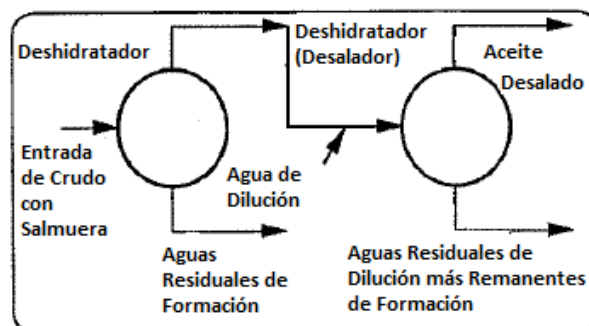 Deshidratador
Deshidratador
(Desalador)
Aceite
Desalado
Entrada
de Crudo
con
Salmuera
Agua de
Dilución
Aguas
Residuales de
Formación
Aguas Residuales de
Dilución más Remanentes
de Formación